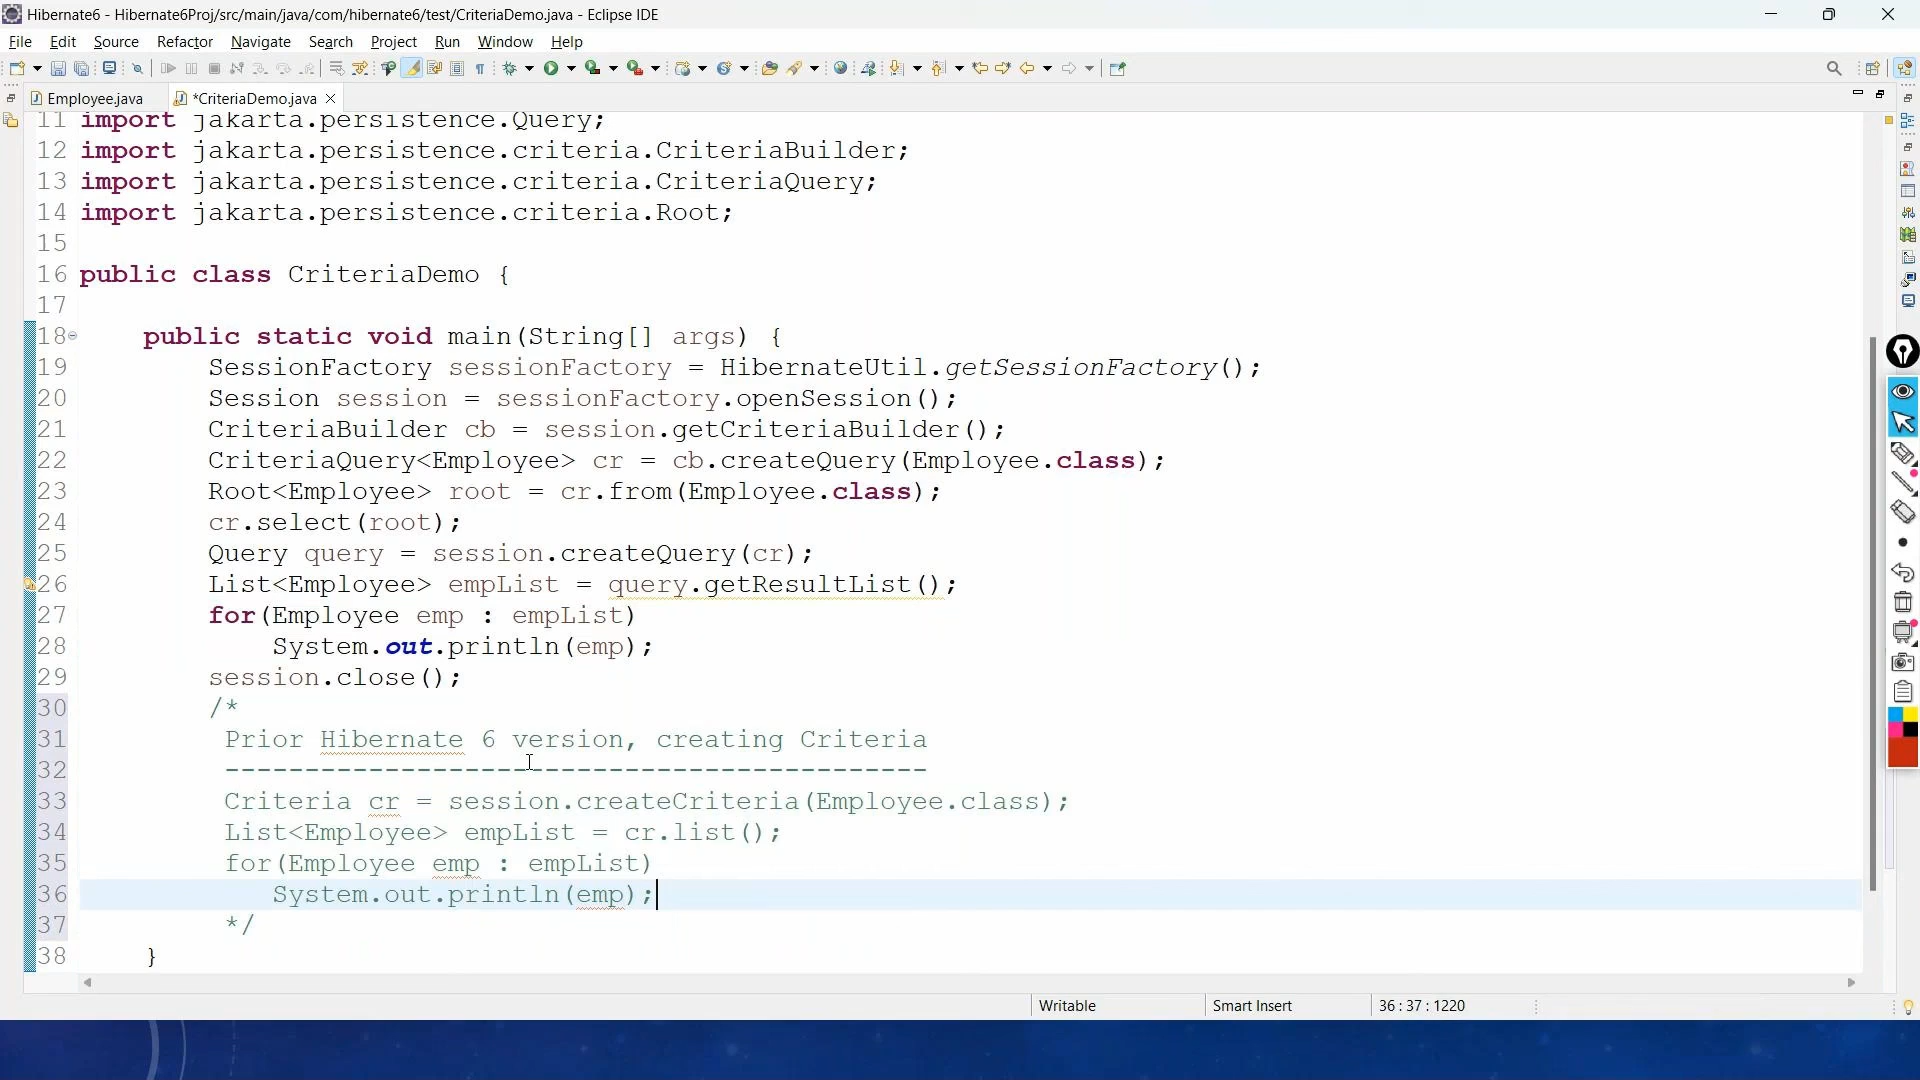 Hibernate6 - Hibernate6Proj/src/main/java/com/hibernate6/test/CriteriaDemo.java - Eclipse IDE
File Edit Source Refactor Navigate Search Project Run Window Help
Employee.java *CriteriaDemo.java
11 import jakarta.persistence.Query;
12 import jakarta.persistence.criteria.CriteriaBuilder;
13 import jakarta.persistence.criteria.CriteriaQuery;
14 import jakarta.persistence.criteria.Root;
15
16 public class CriteriaDemo {
17
18 public static void main(String[] args) {
19 SessionFactory sessionFactory = HibernateUtil.getSessionFactory();
20 Session session = sessionFactory.openSession();
21 CriteriaBuilder cb = session.getCriteriaBuilder();
22 CriteriaQuery<Employee> cr = cb.createQuery(Employee.class);
23 Root<Employee> root = cr.from(Employee.class);
24 cr.select(root);
25 Query query = session.createQuery(cr);
26 List<Employee> empList = query.getResultList();
27 for(Employee emp : empList)
28 System.out.println(emp);
29 session.close();
30 /*
31 Prior Hibernate 6 version, creating Criteria
32 --------------------------------------------
33 Criteria cr = session.createCriteria(Employee.class);
34 List<Employee> empList = cr.list();
35 for(Employee emp : empList)
36 System.out.println(emp);
37 */
38 }
Writable Smart Insert 36 : 37 : 1220